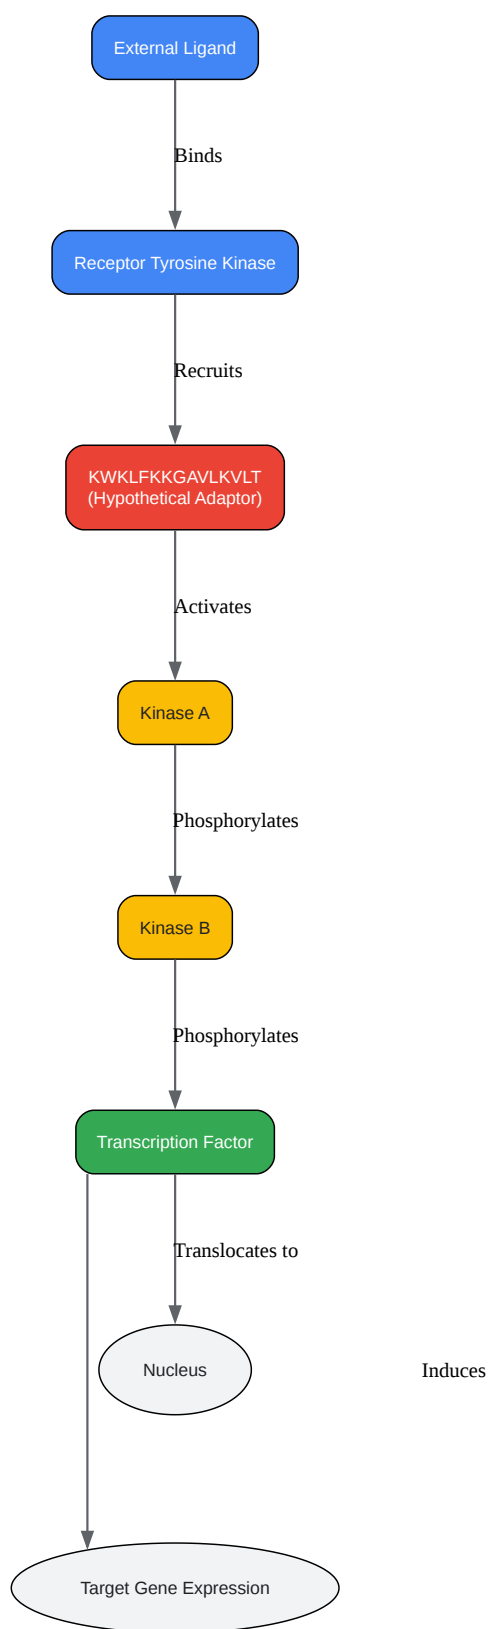 External Ligand
Binds
Receptor Tyrosine Kinase
Recruits
KWKLFKKGAVLKVLT
(Hypothetical Adaptor)
Activates
Kinase A
Phosphorylates
Kinase B
Phosphorylates
Transcription Factor
Translocates to
Nucleus
Induces
Target Gene Expression